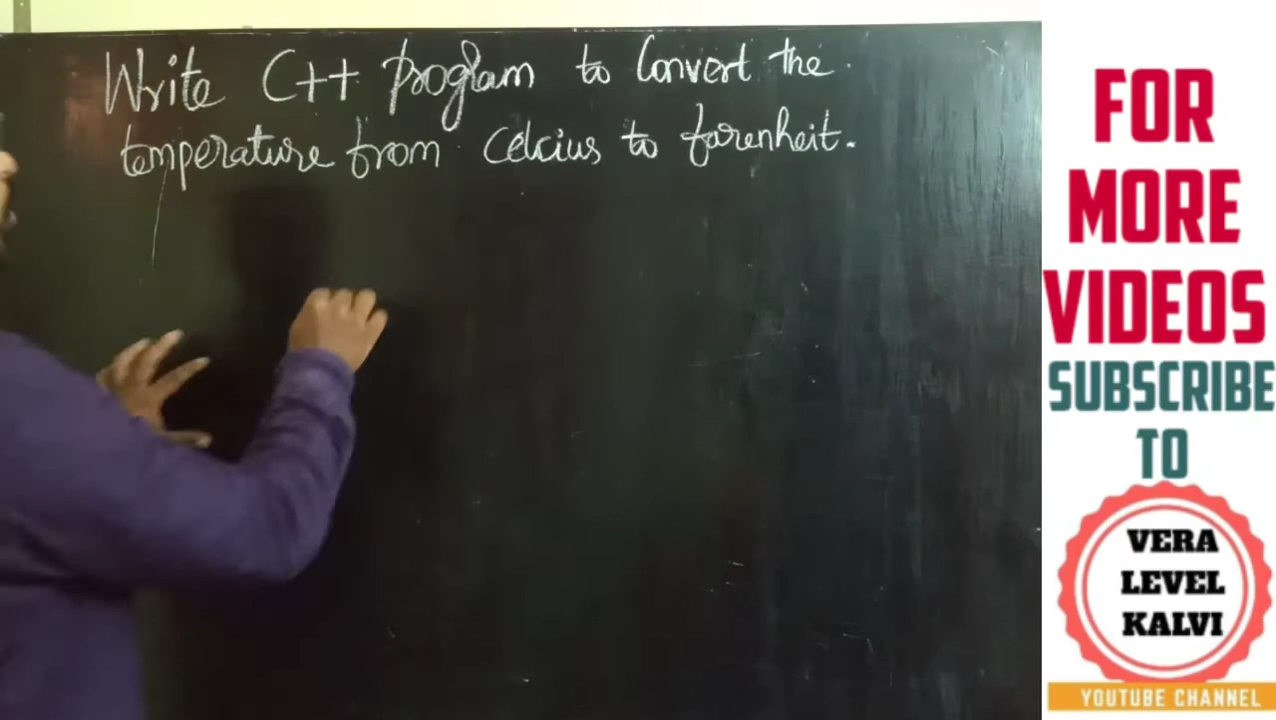 Write C++ program to Convert the
temperature from Celcius to farenheit.
FOR
MORE
VIDEOS
SUBSCRIBE
TO
VERA
LEVEL
KALVI
YOUTUBE CHANNEL